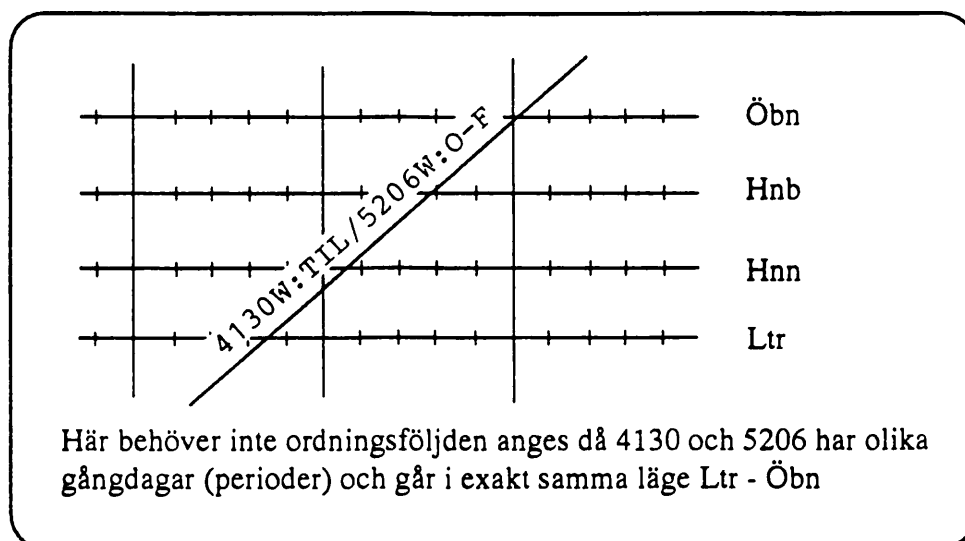 Öbn
4130W:TIL/5206W:O-F
Hnb
Hnn
Ltr
Här behöver inte ordningsföljden anges då 4130 och 5206 har olika
gångdagar (perioder) och går i exakt samma läge Ltr - Öbn